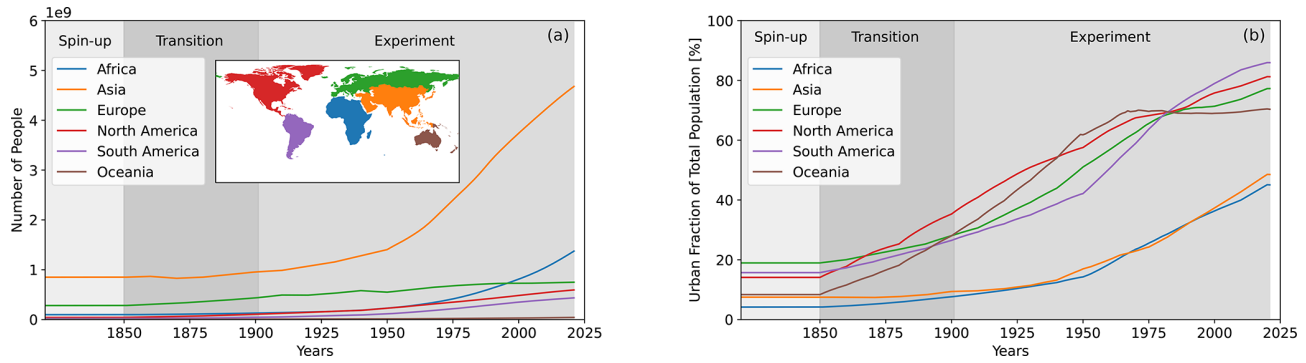 1e9
(a)
Spin-up
Transition
Experiment
Africa
Asia
Europe
North America
South America
Oceania
Number of People
6
5
4
3
2
1
0
1850
1875
1900
1925
1950
1975
2000
2025
Years
(b)
Spin-up
Transition
Experiment
Africa
Asia
Europe
North America
South America
Oceania
Urban Fraction of Total Population [%]
100
80
60
40
20
0
1850
1875
1900
1925
1950
1975
2000
2025
Years